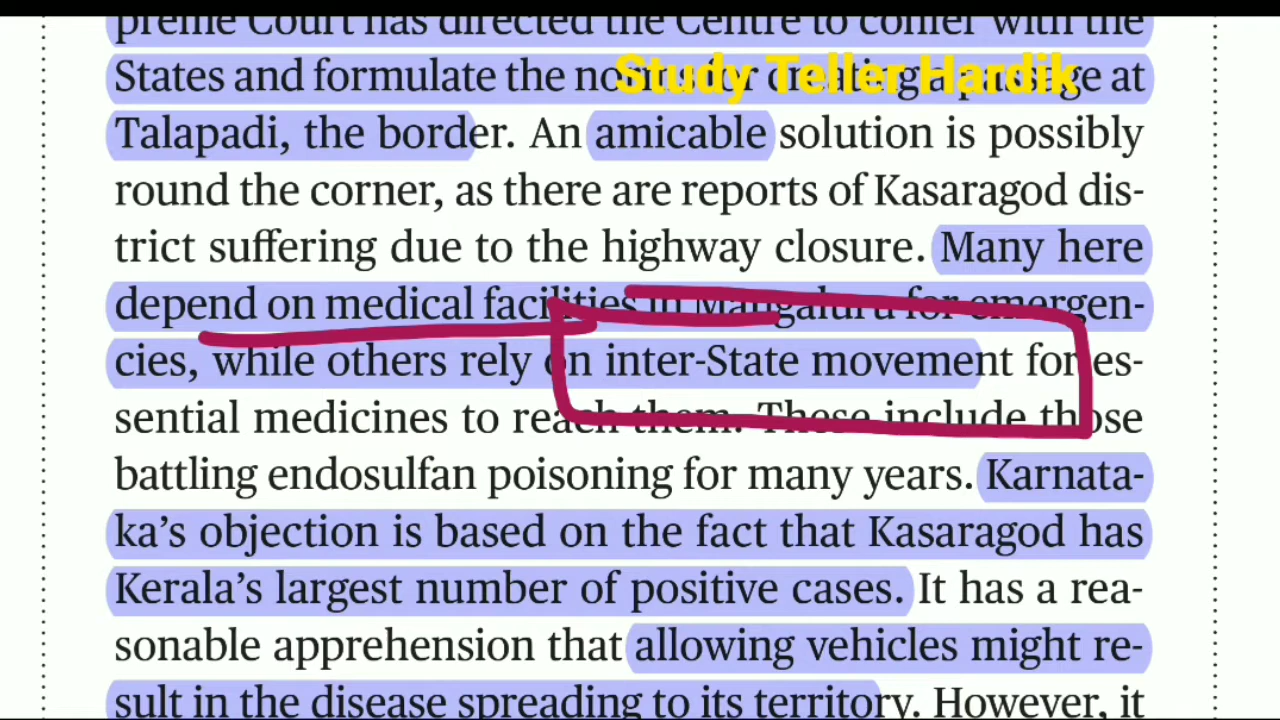 preme Court has directed the Centre to confer with the
States and formulate the norms for creating a passage at
Study Teller Hardik
Talapadi, the border. An amicable solution is possibly
round the corner, as there are reports of Kasaragod dis-
trict suffering due to the highway closure. Many here
depend on medical facilities in Mangaluru for emergen-
cies, while others rely on inter-State movement for es-
sential medicines to reach them. These include those
battling endosulfan poisoning for many years. Karnata-
ka’s objection is based on the fact that Kasaragod has
Kerala’s largest number of positive cases. It has a rea-
sonable apprehension that allowing vehicles might re-
sult in the disease spreading to its territory. However, it